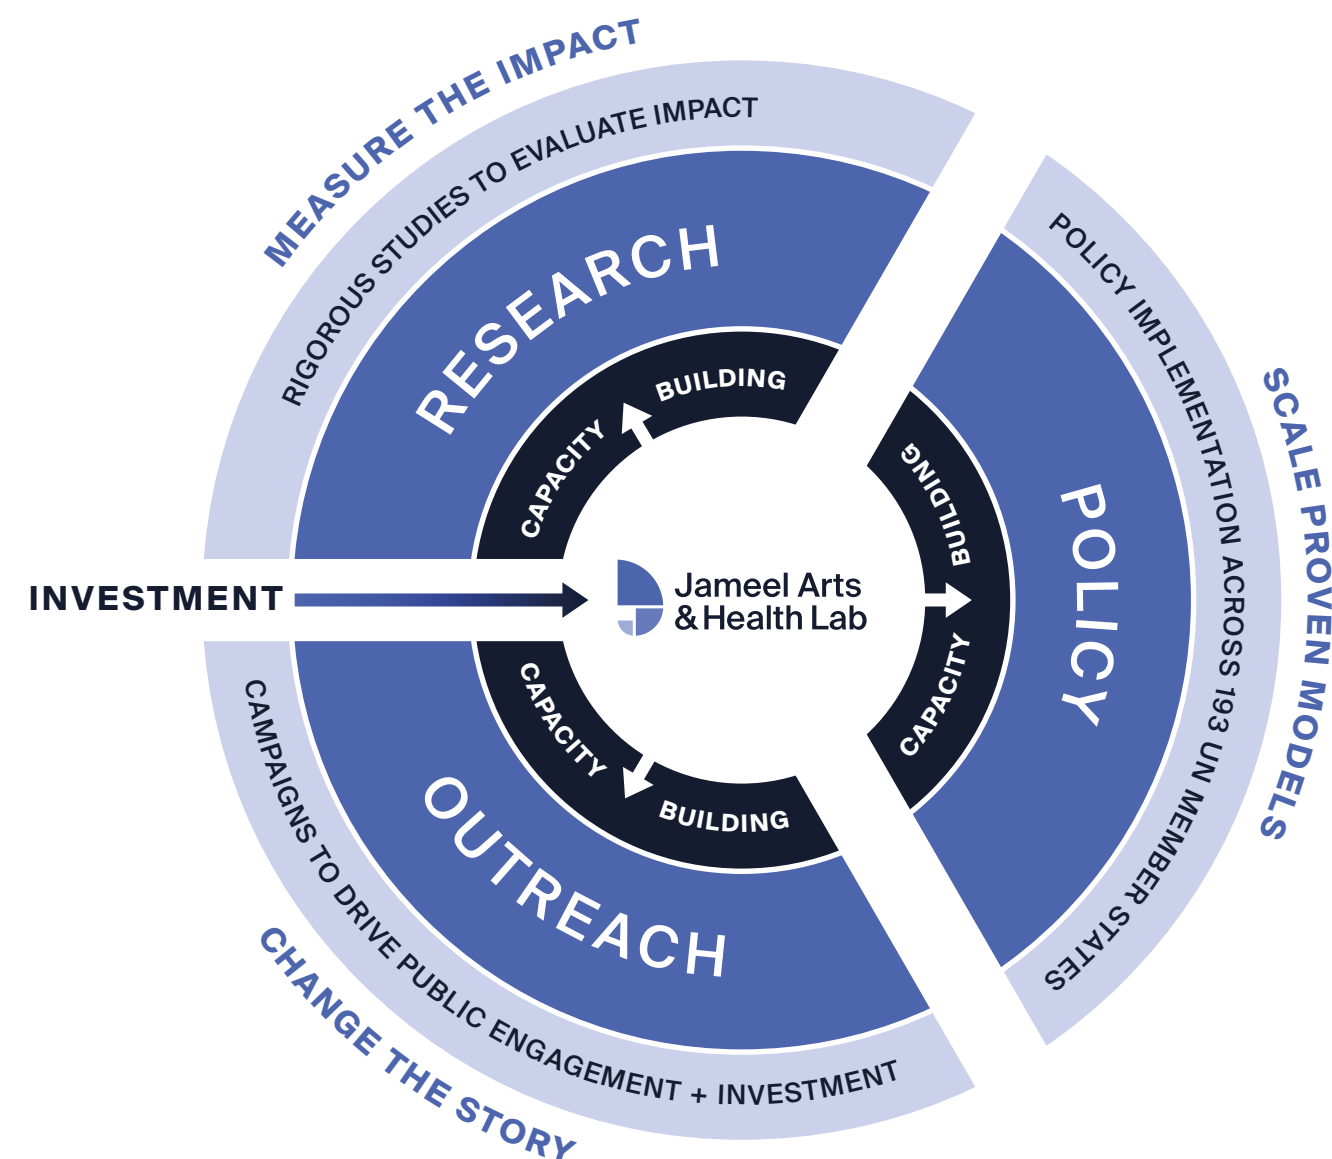 MEASURE THE IMPACT
RIGOROUS STUDIES TO EVALUATE IMPACT
RESEARCH
CAPACITY BUILDING
INVESTMENT
Jameel Arts
& Health Lab
CAPACITY BUILDING
POLICY
POLICY IMPLEMENTATION ACROSS 193 UN MEMBER STATES
SCALE PROVEN MODELS
CAPACITY BUILDING
OUTREACH
CAMPAIGNS TO DRIVE PUBLIC ENGAGEMENT + INVESTMENT
CHANGE THE STORY